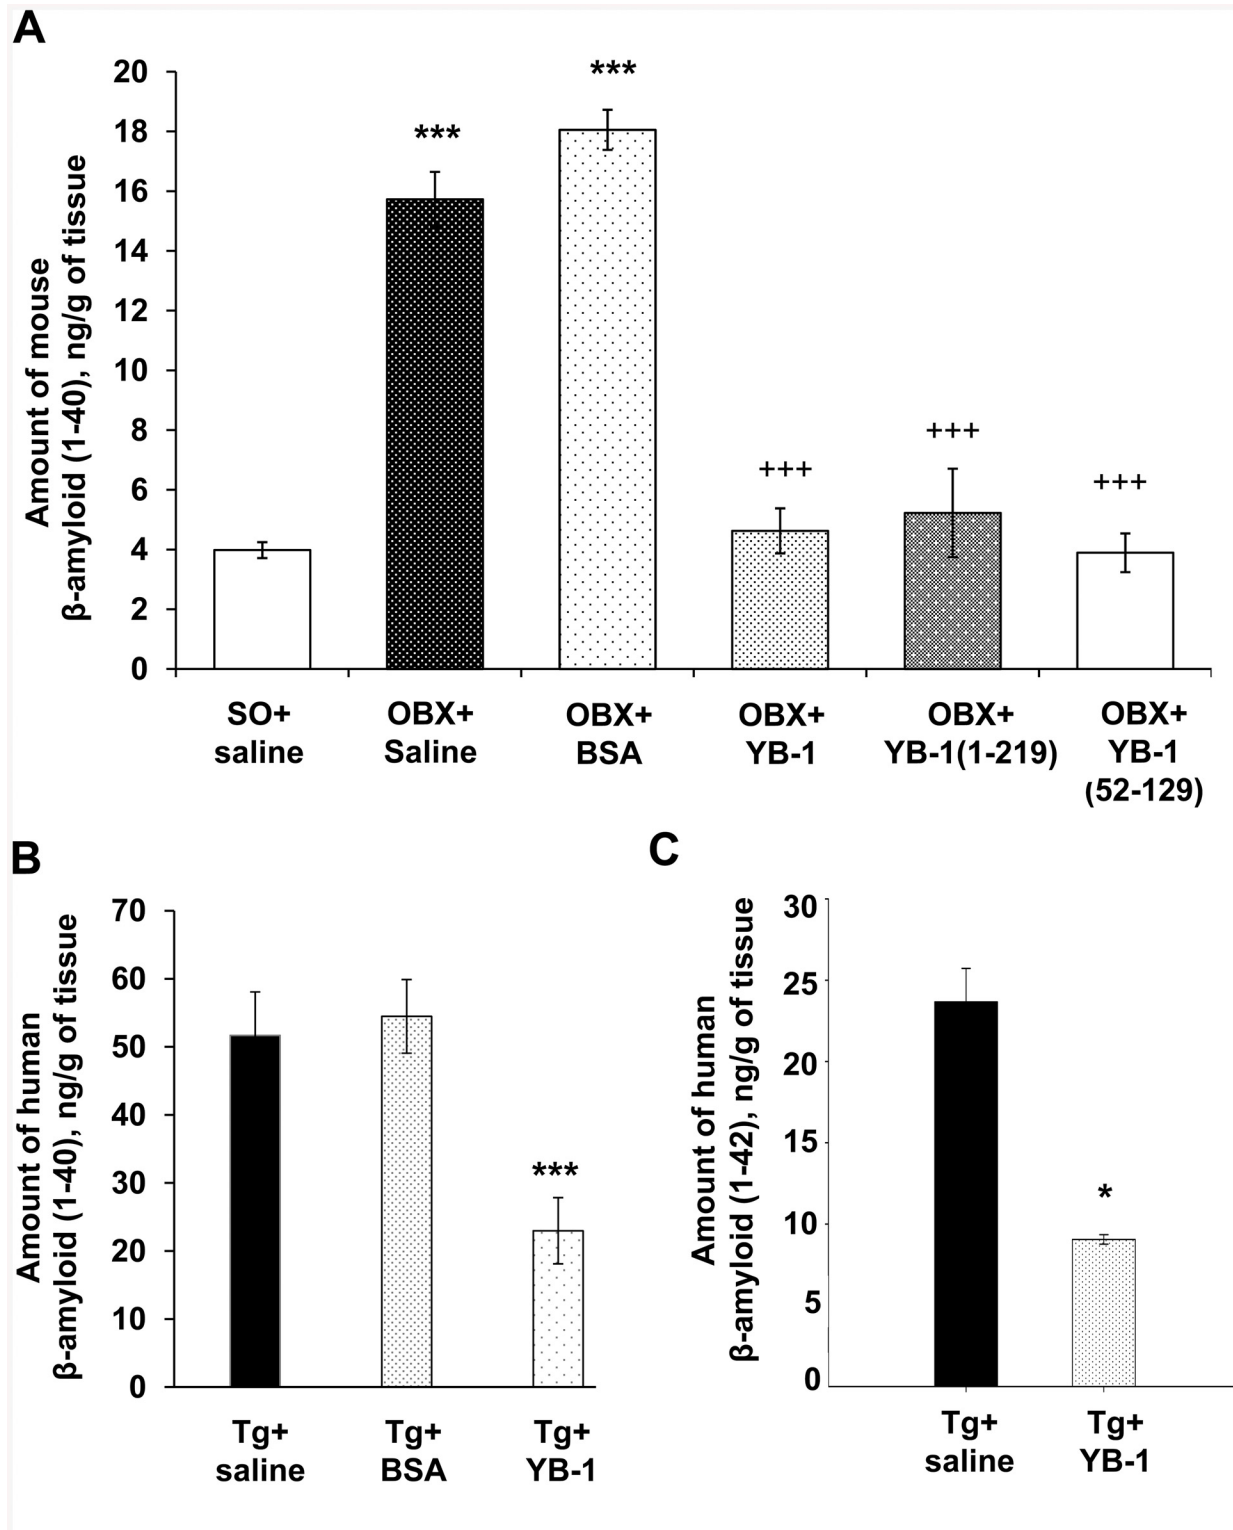 A
Amount of mouse
β-amyloid (1-40), ng/g of tissue
20
18
16
14
12
10
8
6
4
2
0
***
***
+++
+++
+++
SO+
saline
OBX+
Saline
OBX+
BSA
OBX+
YB-1
OBX+
YB-1(1-219)
OBX+
YB-1
(52-129)
B
Amount of human
β-amyloid (1-40), ng/g of tissue
70
60
50
40
30
20
10
0
***
Tg+
saline
Tg+
BSA
Tg+
YB-1
C
Amount of human
β-amyloid (1-42), ng/g of tissue
30
25
20
15
10
5
0
*
Tg+
saline
Tg+
YB-1